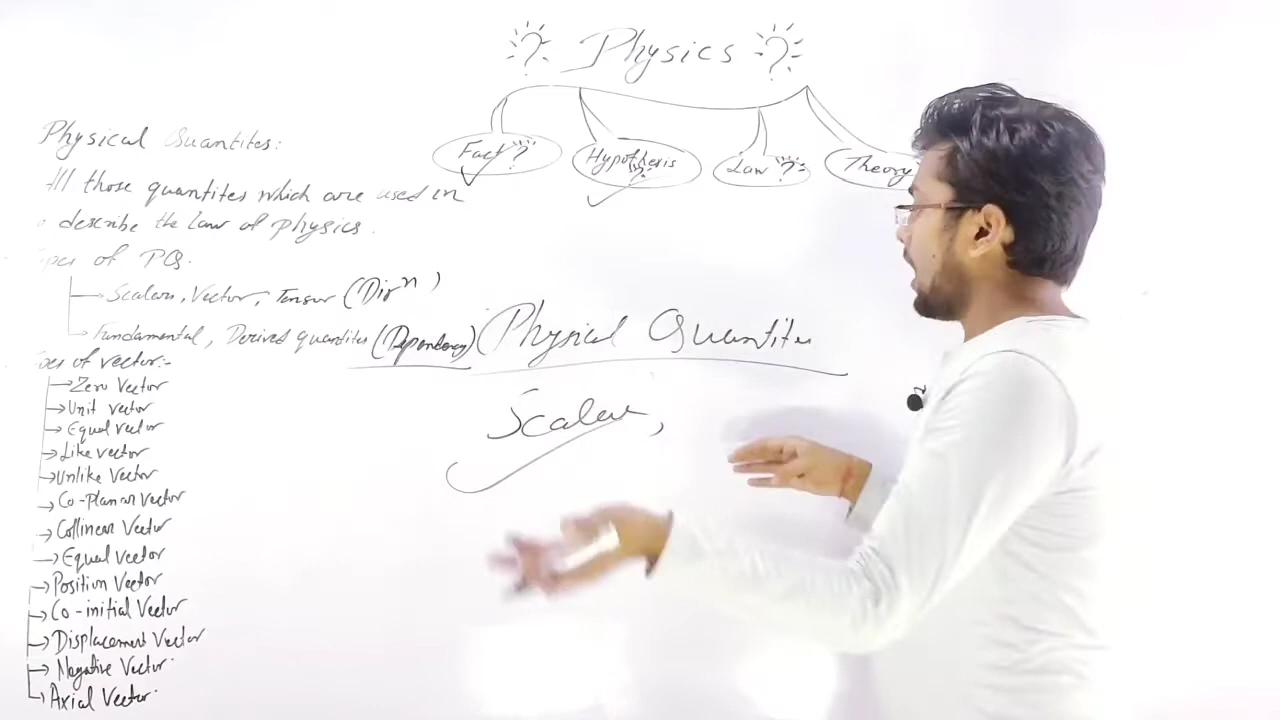 ? Physics ?
Fact? Hypothesis ? Law ? Theory
Physical Quantites:
All those quantites which are used in
describe the Law of physics.
of PQ.
Scalar, Vector, Tensor (Dirⁿ)
Fundamental, Derived quantites (Dependency)
Physical Quantites
of vector:-
Zero Vector
Scalar,
Unit vector
Equal vector
Like vector
Unlike Vector
Co-planar Vector
Collinear Vector
Equal vector
Position Vector
Co-initial Vector
Displacement Vector
Negative Vector
Axial Vector